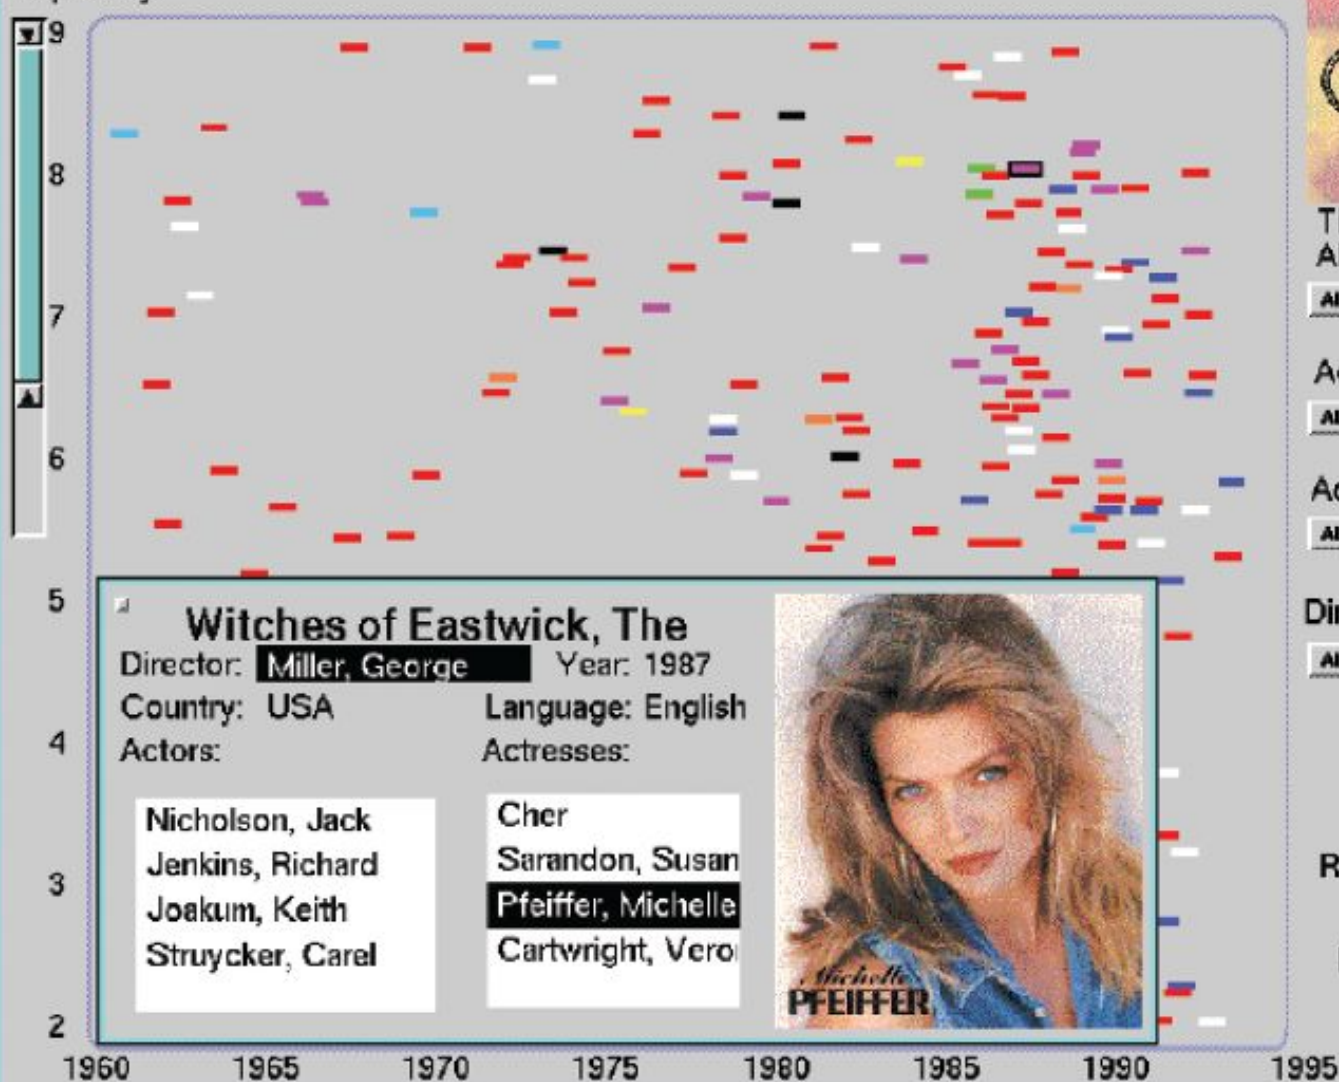 9
8
7
6
5
4
3
2
Witches of Eastwick, The
Director: Miller, George Year: 1987
Country: USA Language: English
Actors: Actresses:
Nicholson, Jack
Jenkins, Richard
Joakum, Keith
Struycker, Carel
Cher
Sarandon, Susan
Pfeiffer, Michelle
Cartwright, Vero
Michelle
PFEIFFER
1960 1965 1970 1975 1980 1985 1990 1995